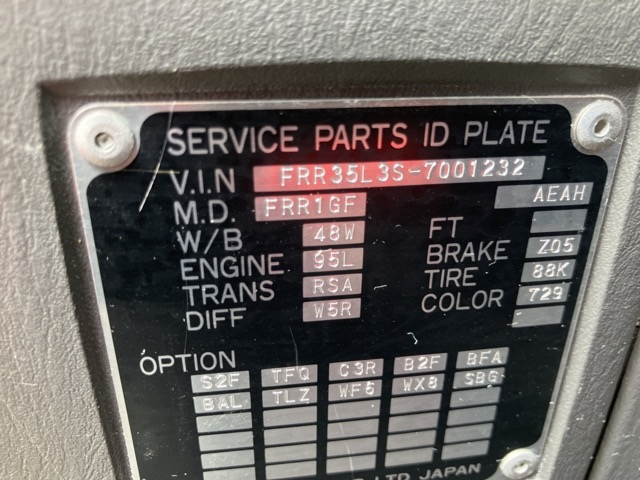 SERVICE PARTS ID PLATE
V.I.N FRR35L3S-7001232
M.D. FRR1GF AEAH
W/B 48W FT
ENGINE 95L BRAKE Z05
TRANS RSA TIRE 88K
DIFF W5R COLOR 729
OPTION
S2F TFQ C3R B2F BFA
BAL TLZ WF6 WX8 SBG
LTD JAPAN